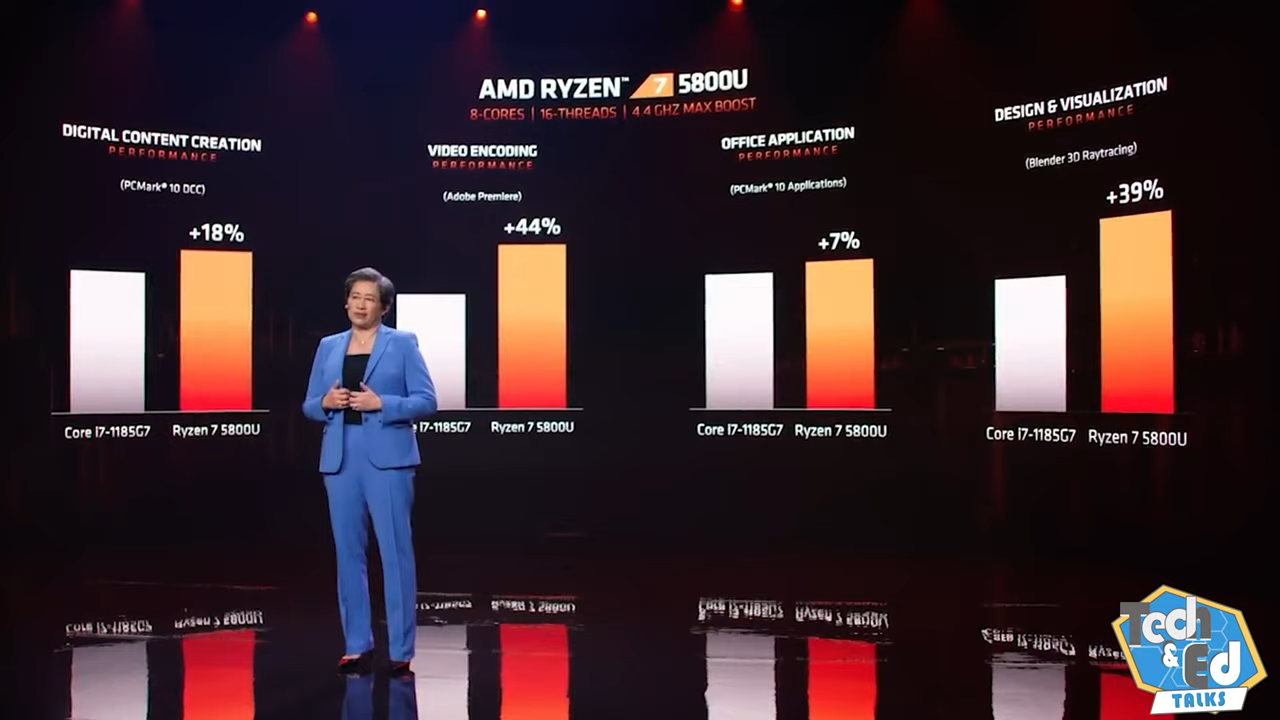 AMD RYZEN™ 7 5800U
8-CORES | 16-THREADS | 4.4 GHZ MAX BOOST
DIGITAL CONTENT CREATION
PERFORMANCE
(PCMark® 10 DCC)
+18%
Core i7-1185G7 Ryzen 7 5800U
VIDEO ENCODING
PERFORMANCE
(Adobe Premiere)
+44%
i7-1185G7 Ryzen 7 5800U
OFFICE APPLICATION
PERFORMANCE
(PCMark® 10 Applications)
+7%
Core i7-1185G7 Ryzen 7 5800U
DESIGN & VISUALIZATION
PERFORMANCE
(Blender 3D Raytracing)
+39%
Core i7-1185G7 Ryzen 7 5800U
Tech
& Ed
TALKS